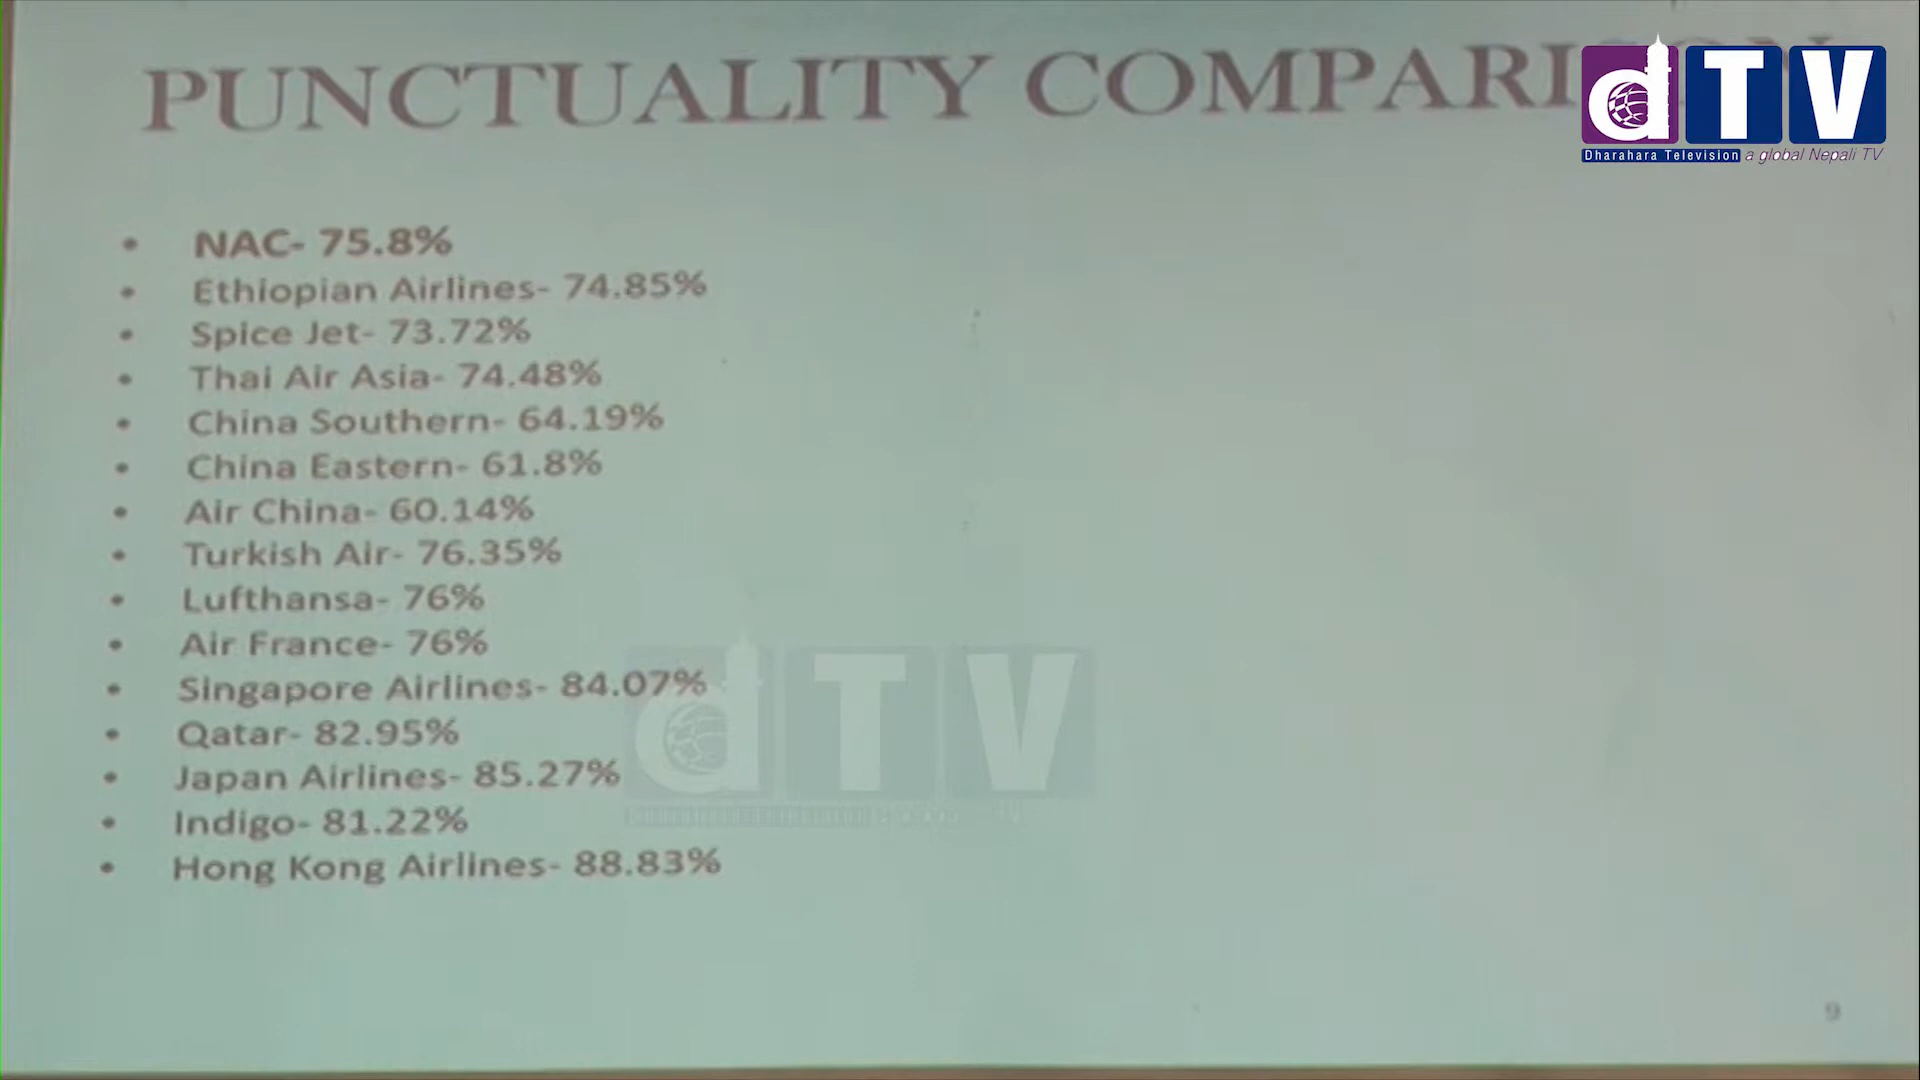 PUNCTUALITY COMPARISON
dTV
Dharahara Television a global Nepali TV
• NAC- 75.8%
• Ethiopian Airlines- 74.85%
• Spice Jet- 73.72%
• Thai Air Asia- 74.48%
• China Southern- 64.19%
• China Eastern- 61.8%
• Air China- 60.14%
• Turkish Air- 76.35%
• Lufthansa- 76%
• Air France- 76%
• Singapore Airlines- 84.07%
• Qatar- 82.95%
• Japan Airlines- 85.27%
• Indigo- 81.22%
• Hong Kong Airlines- 88.83%
dTV
9